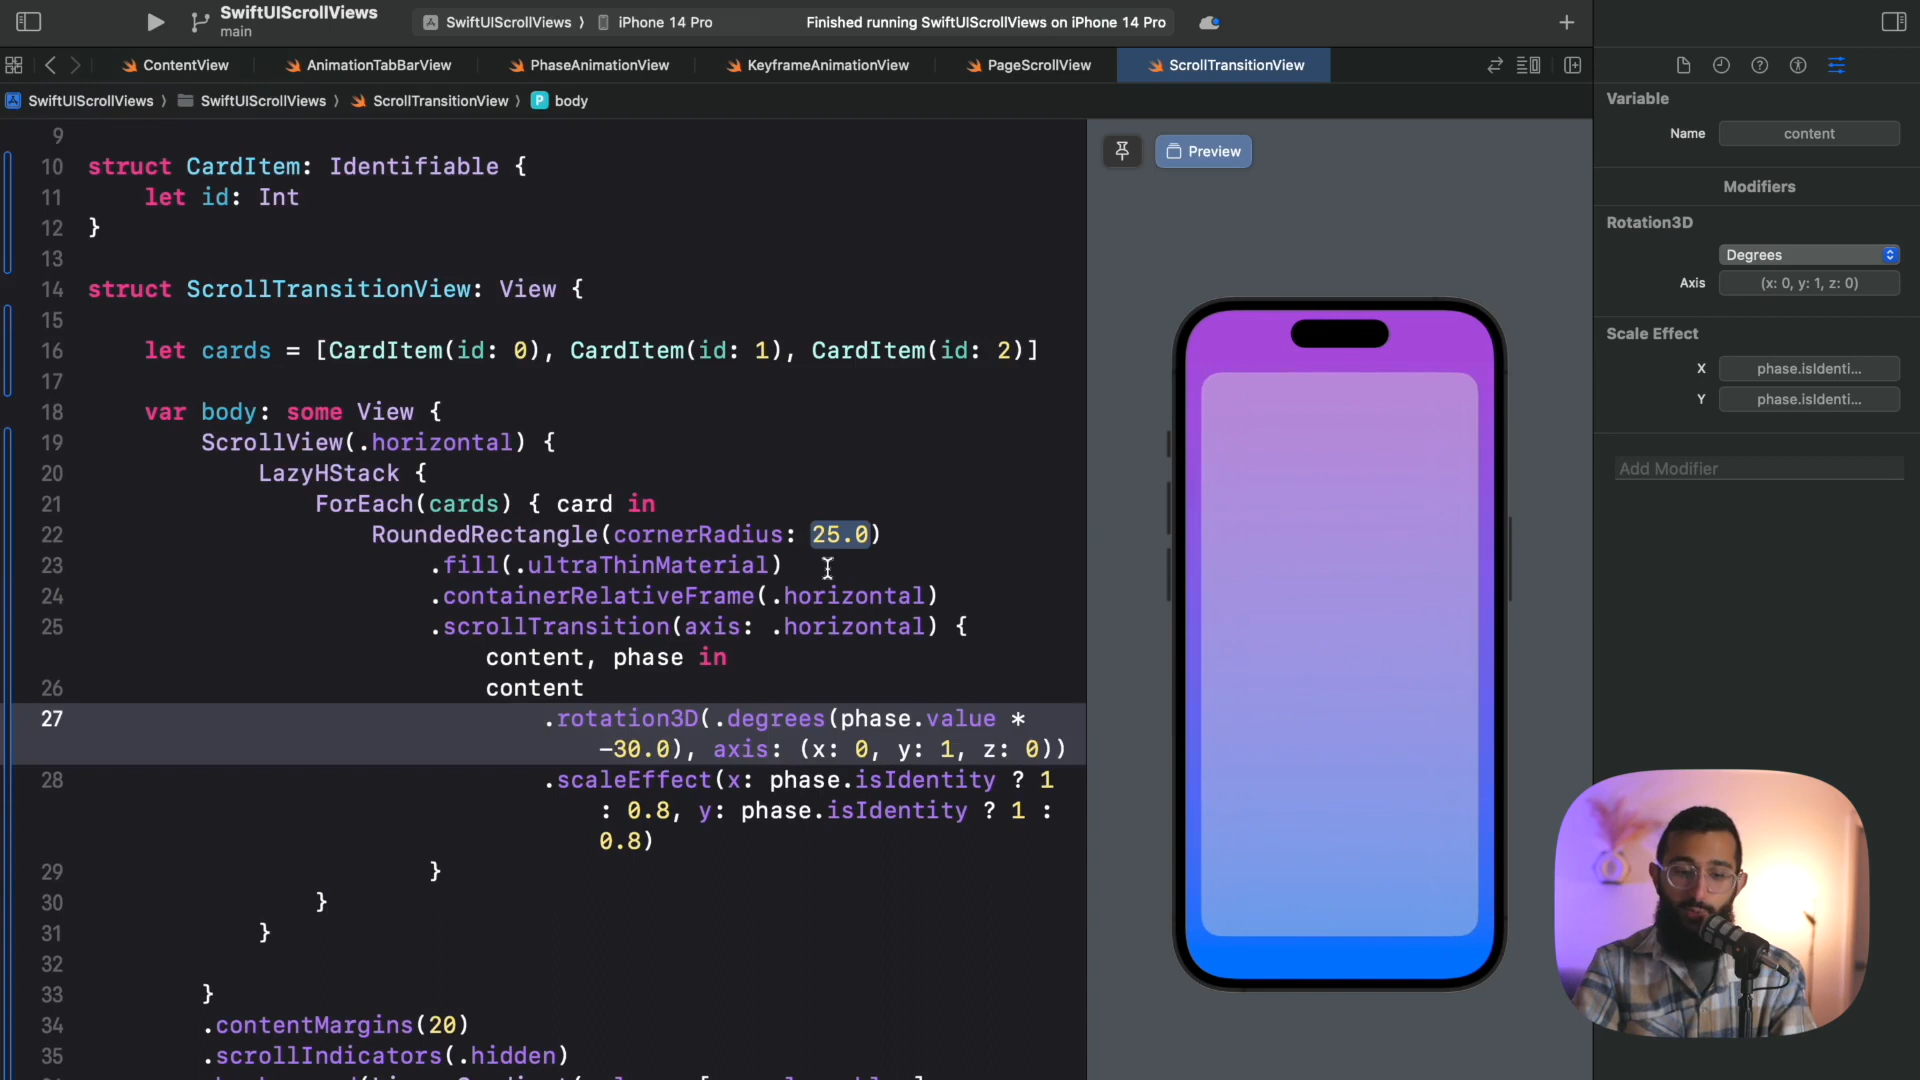 SwiftUIScrollViews
main
SwiftUIScrollViews 〉 iPhone 14 Pro
Finished running SwiftUIScrollViews on iPhone 14 Pro
ContentView
AnimationTabBarView
PhaseAnimationView
KeyframeAnimationView
PageScrollView
ScrollTransitionView
SwiftUIScrollViews 〉 SwiftUIScrollViews 〉 ScrollTransitionView 〉 P body
9
10 struct CardItem: Identifiable {
11 let id: Int
12 }
13
14 struct ScrollTransitionView: View {
15
16 let cards = [CardItem(id: 0), CardItem(id: 1), CardItem(id: 2)]
17
18 var body: some View {
19 ScrollView(.horizontal) {
20 LazyHStack {
21 ForEach(cards) { card in
22 RoundedRectangle(cornerRadius: 25.0)
23 .fill(.ultraThinMaterial)
24 .containerRelativeFrame(.horizontal)
25 .scrollTransition(axis: .horizontal) {
content, phase in
26 content
27 .rotation3D(.degrees(phase.value *
-30.0), axis: (x: 0, y: 1, z: 0))
28 .scaleEffect(x: phase.isIdentity ? 1
: 0.8, y: phase.isIdentity ? 1 :
0.8)
29 }
30 }
31 }
32
33 }
34 .contentMargins(20)
35 .scrollIndicators(.hidden)
Preview
Variable
Name content
Modifiers
Rotation3D
Degrees
Axis (x: 0, y: 1, z: 0)
Scale Effect
X phase.isIdenti...
Y phase.isIdenti...
Add Modifier